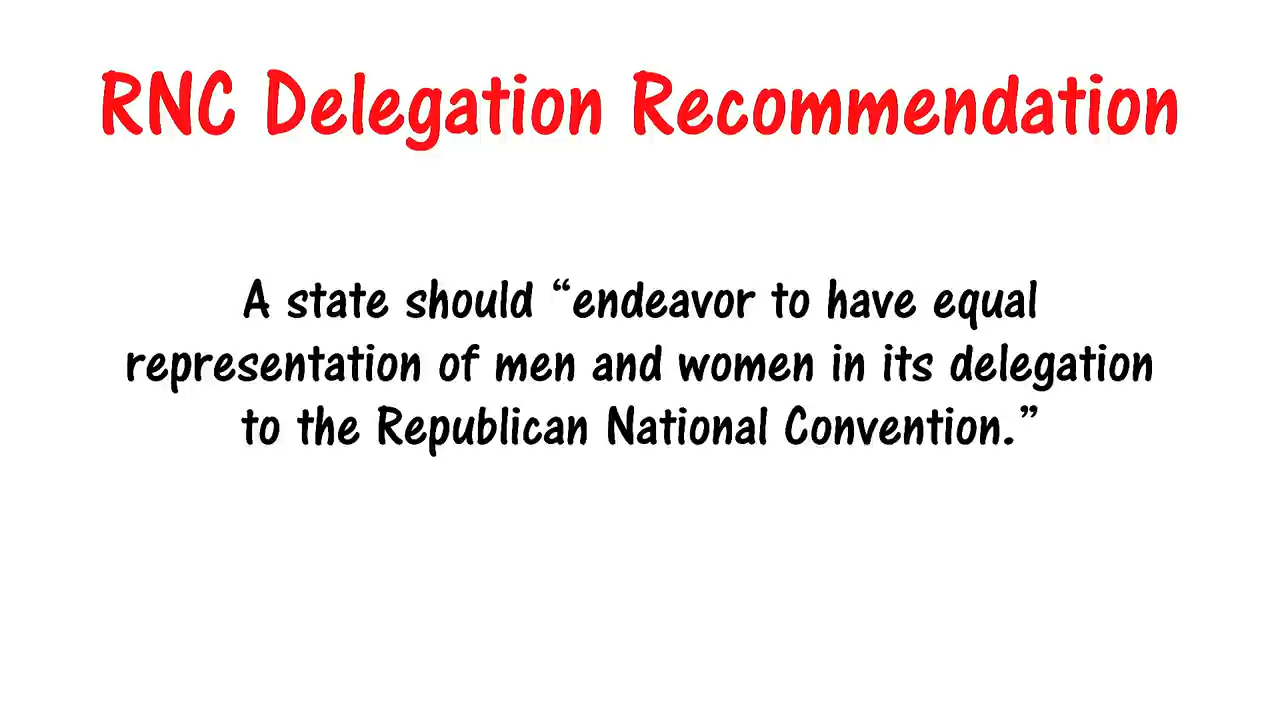 RNC Delegation Recommendation
A state should “endeavor to have equal
representation of men and women in its delegation
to the Republican National Convention.”